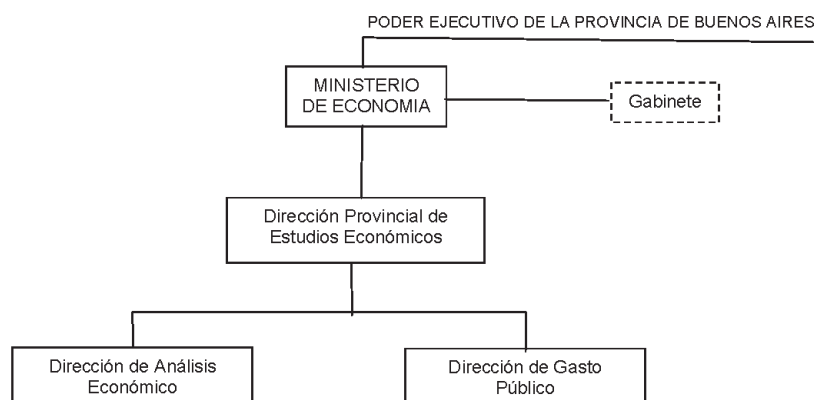 PODER EJECUTIVO DE LA PROVINCIA DE BUENOS AIRES
MINISTERIO
DE ECONOMIA
Gabinete
Dirección Provincial de
Estudios Económicos
Dirección de Análisis
Económico
Dirección de Gasto
Público